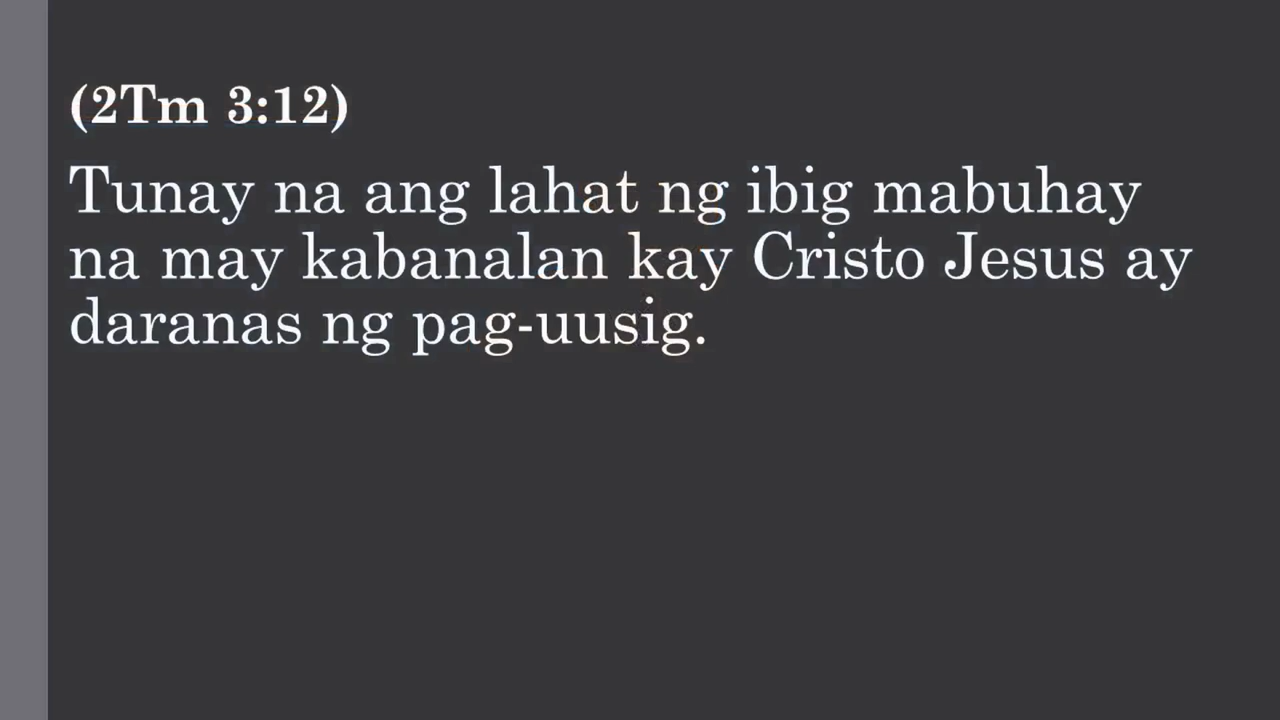 (2Tm 3:12)
Tunay na ang lahat ng ibig mabuhay
na may kabanalan kay Cristo Jesus ay
daranas ng pag-uusig.